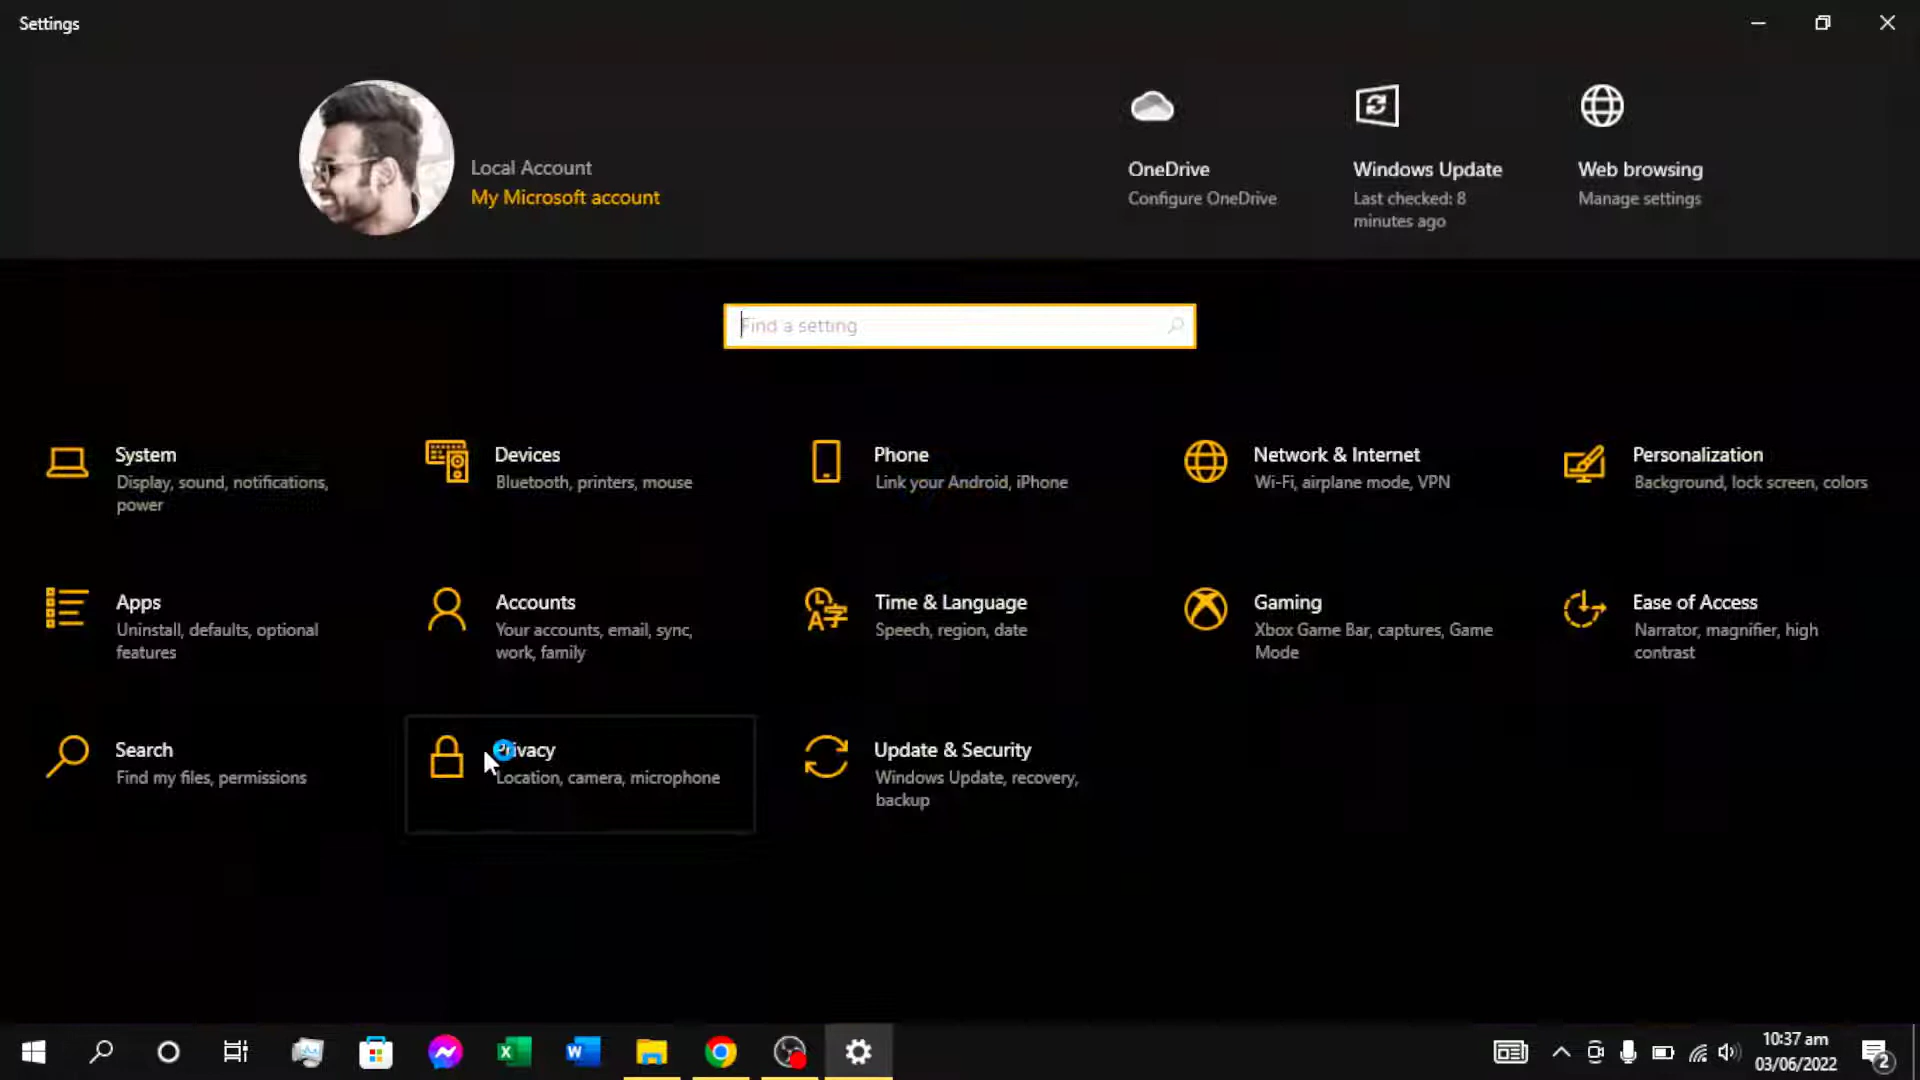 Settings
Local Account
My Microsoft account
OneDrive
Configure OneDrive
Windows Update
Last checked: 8
minutes ago
Web browsing
Manage settings
Find a setting
System
Display, sound, notifications,
power
Devices
Bluetooth, printers, mouse
Phone
Link your Android, iPhone
Network & Internet
Wi-Fi, airplane mode, VPN
Personalization
Background, lock screen, colors
Apps
Uninstall, defaults, optional
features
Accounts
Your accounts, email, sync,
work, family
Time & Language
Speech, region, date
Gaming
Xbox Game Bar, captures, Game
Mode
Ease of Access
Narrator, magnifier, high
contrast
Search
Find my files, permissions
Privacy
Location, camera, microphone
Update & Security
Windows Update, recovery,
backup
10:37 am
03/06/2022
2